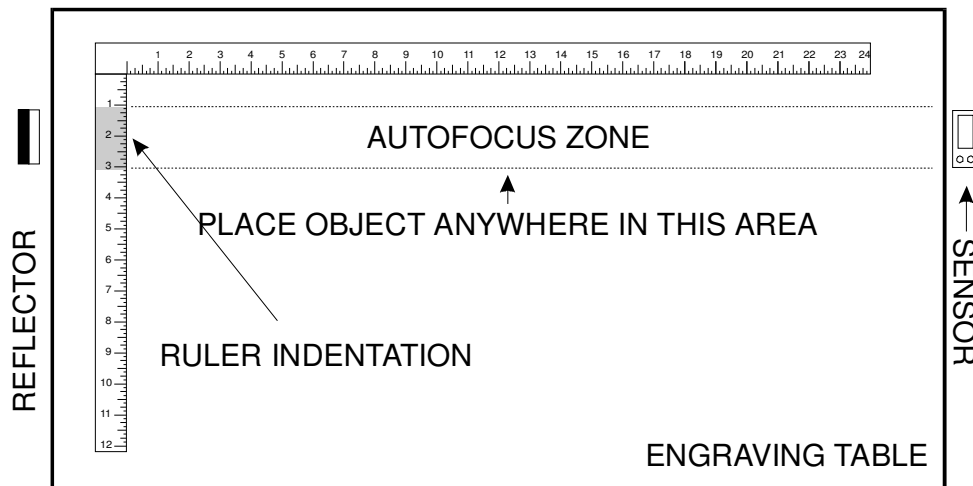 1 2 3 4 5 6 7 8 9 10 11 12 13 14 15 16 17 18 19 20 21 22 23 24
1
2
3
4
5
6
7
8
9
10
11
12
AUTOFOCUS ZONE
PLACE OBJECT ANYWHERE IN THIS AREA
RULER INDENTATION
REFLECTOR
SENSOR
ENGRAVING TABLE